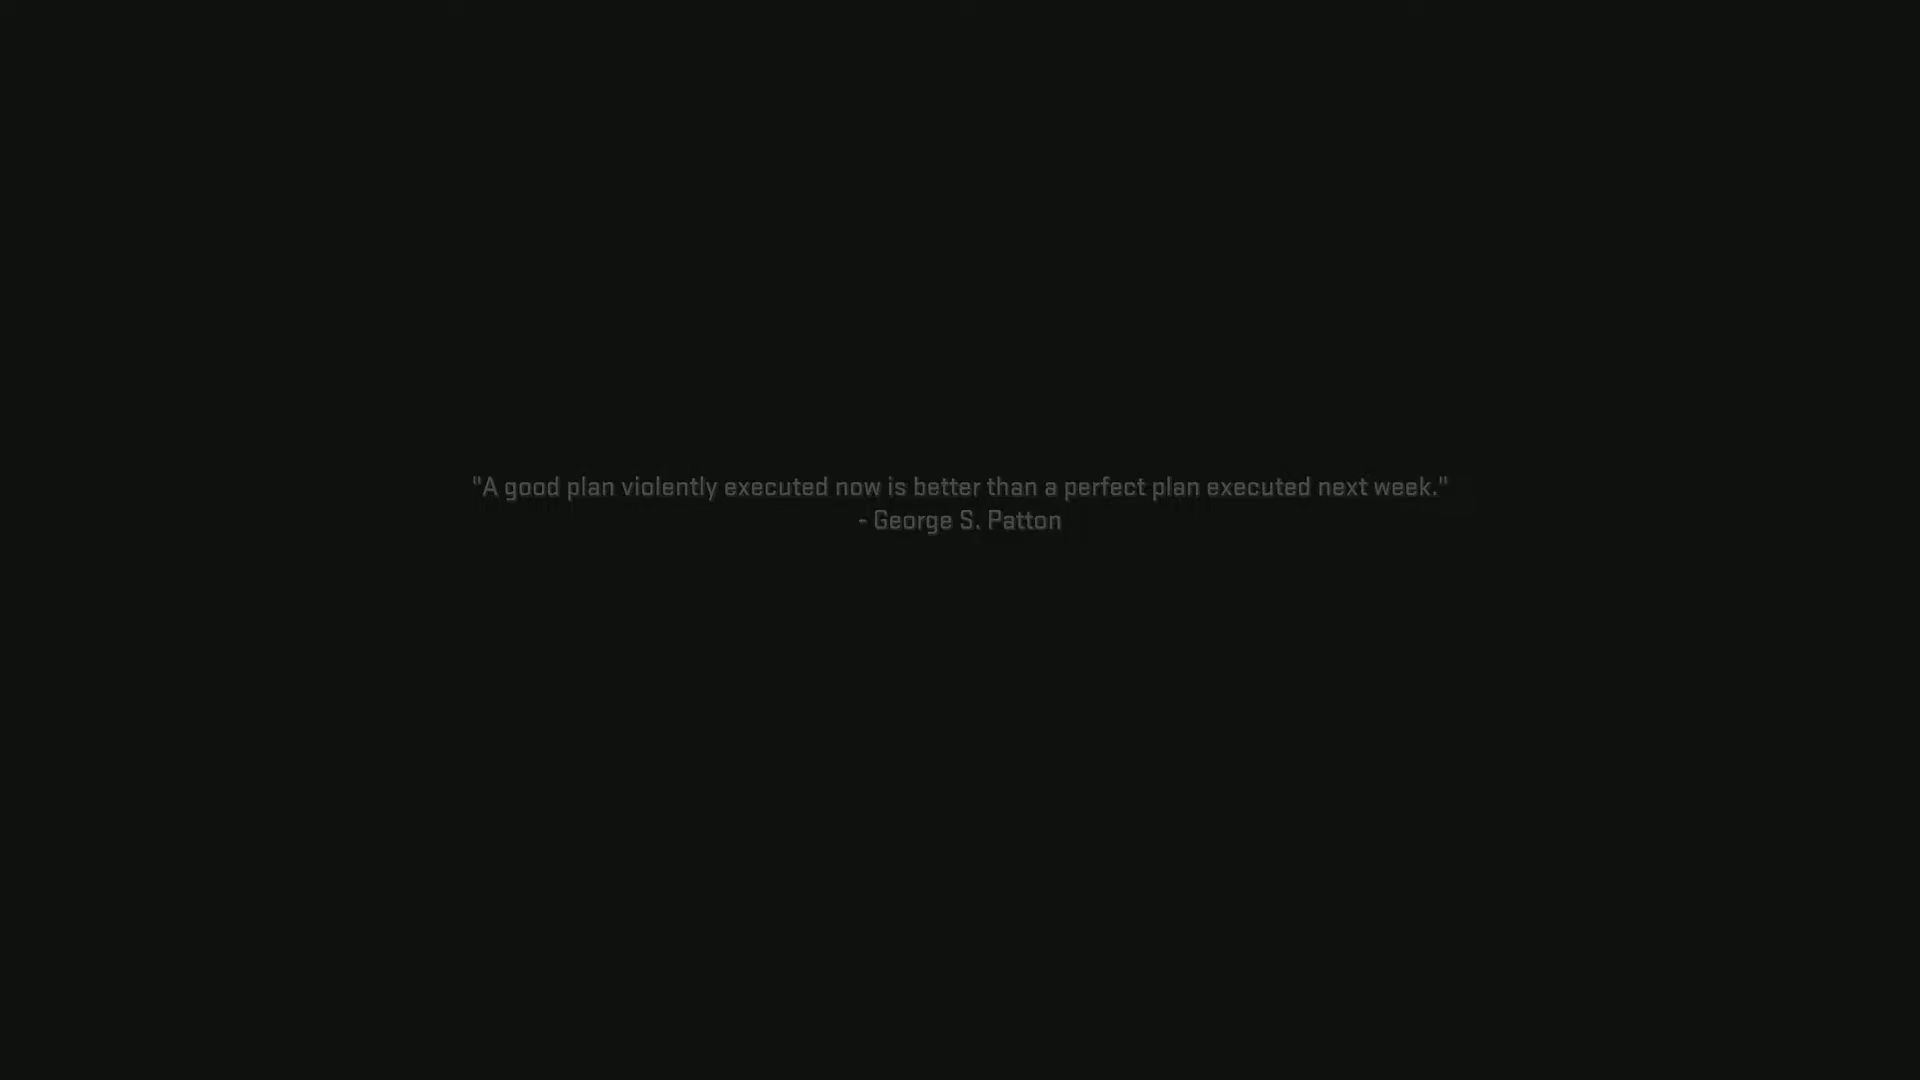 "A good plan violently executed now is better than a perfect plan executed next week."
- George S. Patton